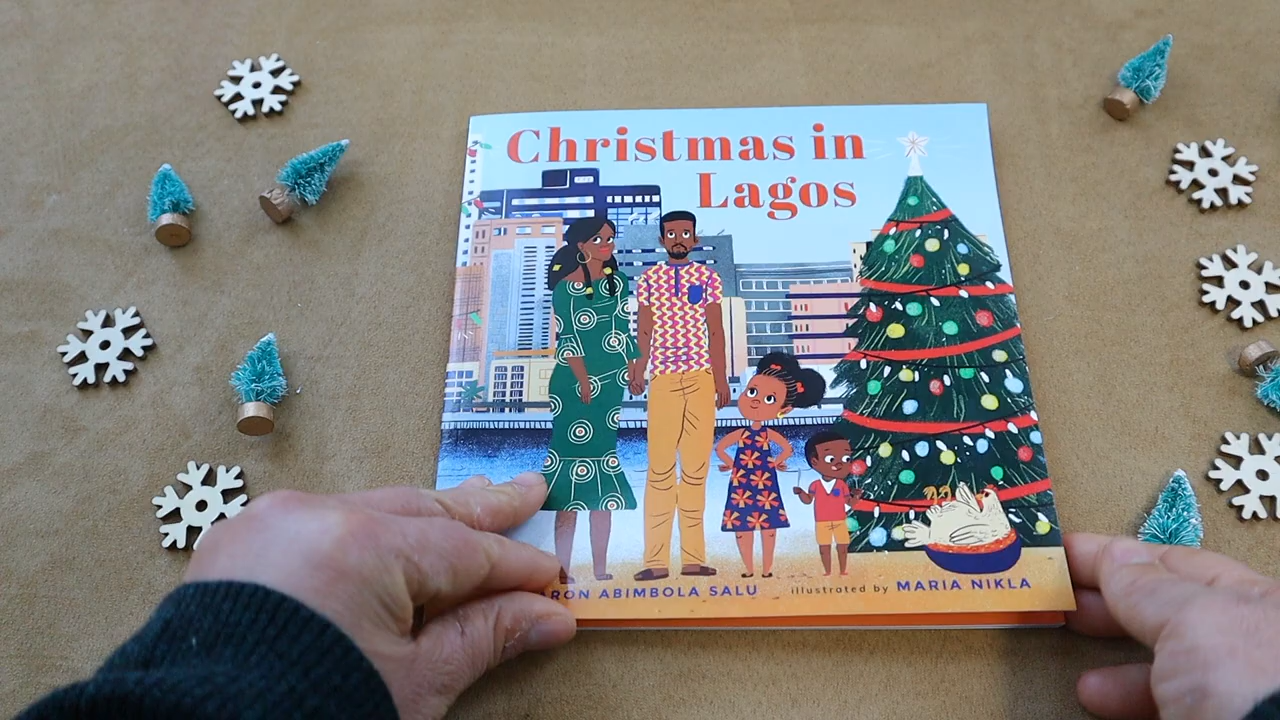 Christmas in
Lagos
ARON ABIMBOLA SALU
illustrated by MARIA NIKLA